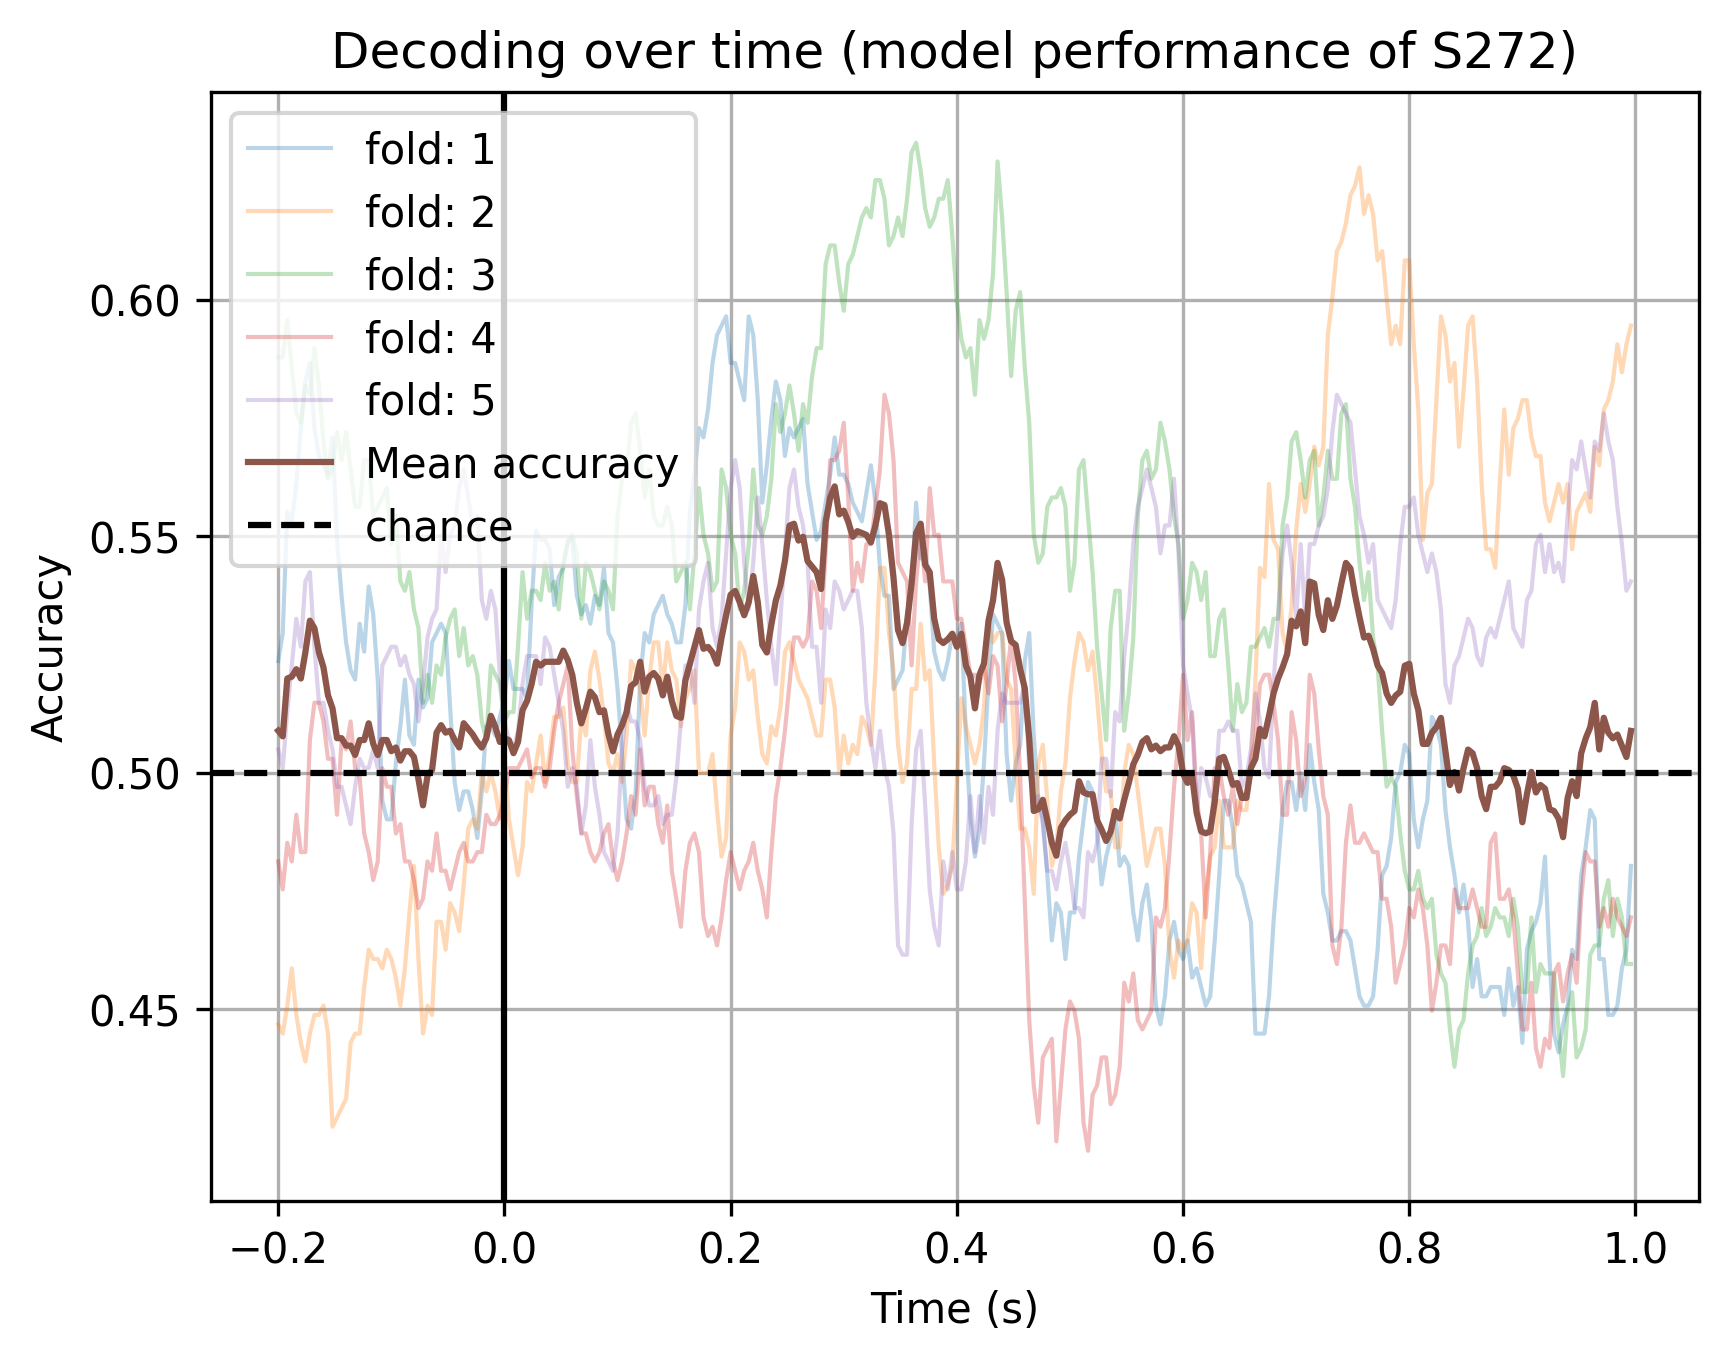 Decoding over time (model performance of S272)
fold: 1
fold: 2
fold: 3
fold: 4
fold: 5
Mean accuracy
chance
Accuracy
0.60
0.55
0.50
0.45
−0.2 0.0 0.2 0.4 0.6 0.8 1.0
Time (s)